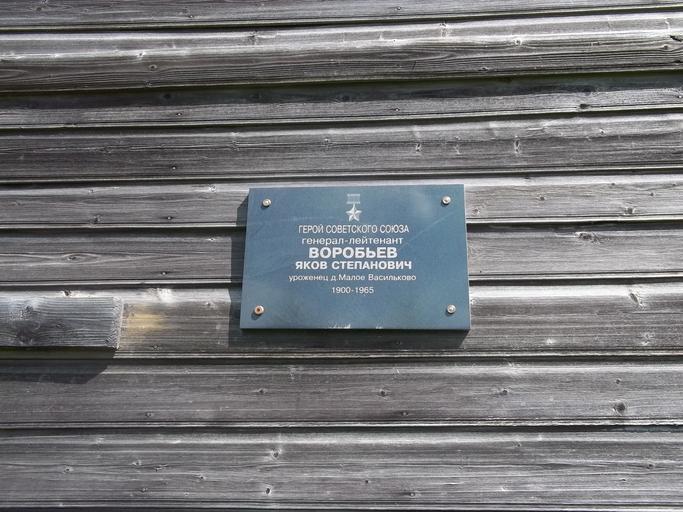 ГЕРОЙ СОВЕТСКОГО СОЮЗА
генерал-лейтенант
ВОРОБЬЕВ
ЯКОВ СТЕПАНОВИЧ
уроженец д.Малое Васильково
1900-1965